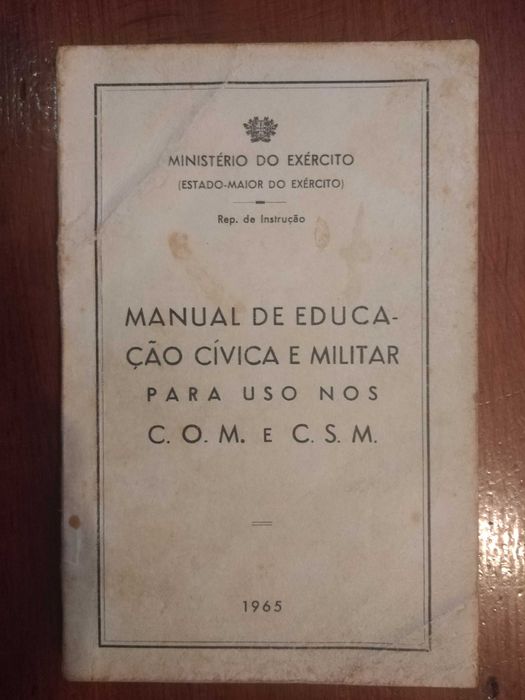 MINISTÉRIO DO EXÉRCITO
(ESTADO-MAIOR DO EXÉRCITO)
Rep. de Instrução
MANUAL DE EDUCA-
ÇÃO CÍVICA E MILITAR
PARA USO NOS
C. O. M. E C. S. M.
1965